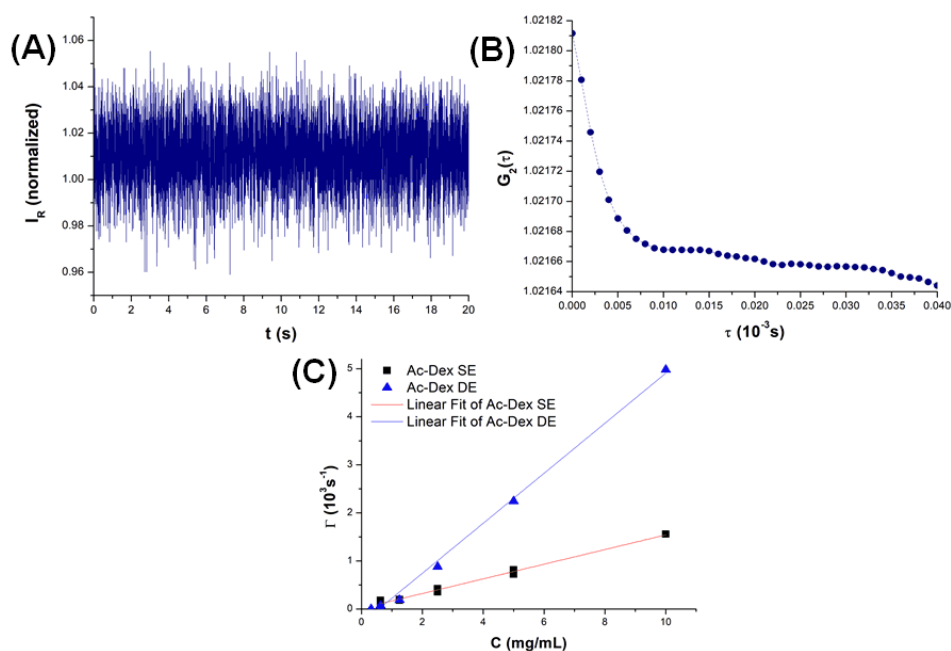 (A)
I_R (normalized)
1.06
1.04
1.02
1.00
0.98
0.96
0 2 4 6 8 10 12 14 16 18 20
t (s)
(B)
G₂(τ)
1.02182
1.02180
1.02178
1.02176
1.02174
1.02172
1.02170
1.02168
1.02166
1.02164
0.000 0.005 0.010 0.015 0.020 0.025 0.030 0.035 0.040
τ (10⁻³s)
(C)
Γ (10³s⁻¹)
5
4
3
2
1
0
Ac-Dex SE
Ac-Dex DE
Linear Fit of Ac-Dex SE
Linear Fit of Ac-Dex DE
0 2 4 6 8 10
C (mg/mL)